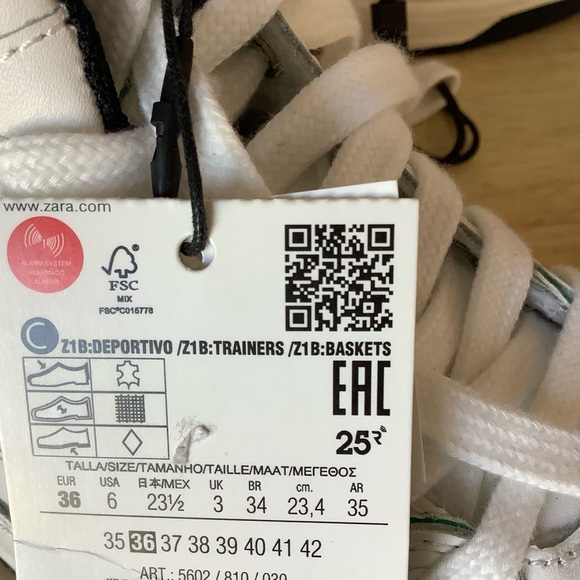 www.zara.com
ALARM SYSTEM
ALARMADO
FSC
MIX
FSC®C015778
C
Z1B:DEPORTIVO /Z1B:TRAINERS /Z1B:BASKETS
EAC
25R
TALLA/SIZE/TAMANHO/TAILLE/MAAT/ΜΕΓΕΘΟΣ
EUR USA 日本/MEX UK BR cm. AR
36 6 23½ 3 34 23,4 35
35 36 37 38 39 40 41 42
ART.: 5602 / 810 / 030